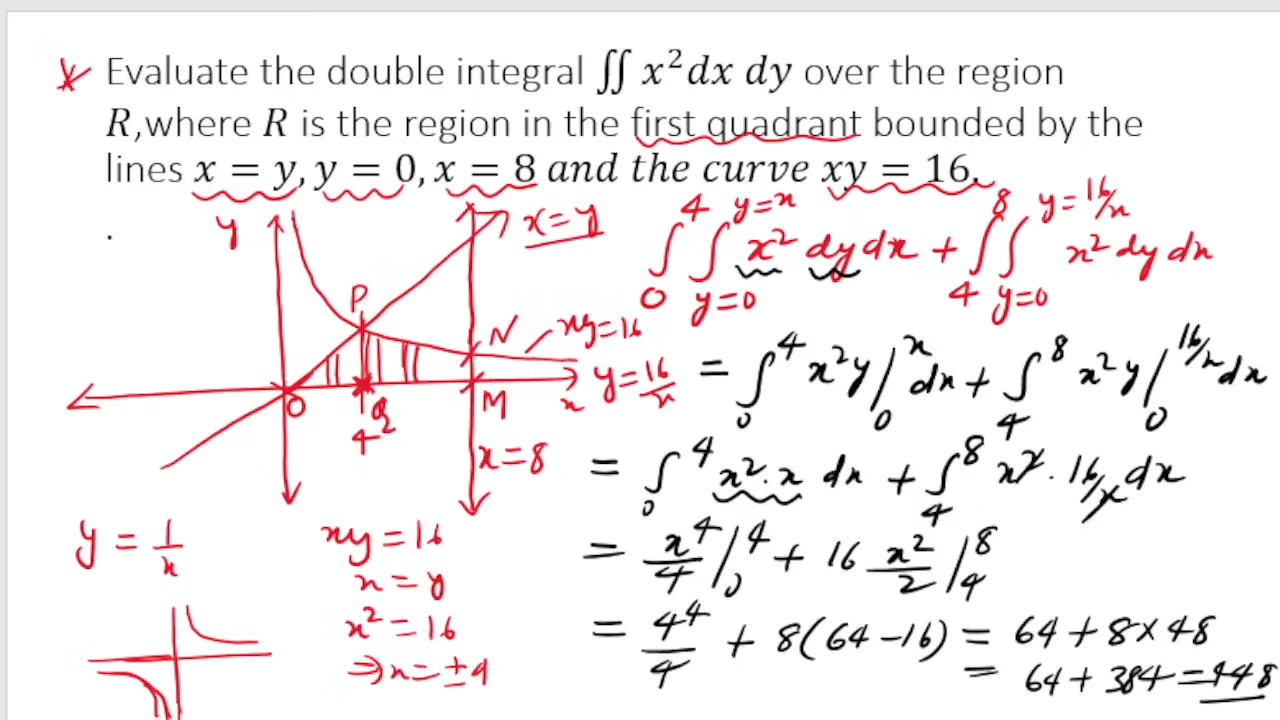 * Evaluate the double integral ∬ x² dx dy over the region
R,where R is the region in the first quadrant bounded by the
lines x = y, y = 0, x = 8 and the curve xy = 16.
.
y
x=y
P
N
xy=16
y=16/x
x
O
Q
M
4
x=8
y = 1/x
xy=16
x=y
x²=16
⇒x=±4
∫₀⁴ ∫_{y=0}^{y=x} x² dy dx + ∫₄⁸ ∫_{y=0}^{y=16/x} x² dy dx
= ∫₀⁴ x²y/₀ˣ dx + ∫₄⁸ x²y/₀^{16/x} dx
= ∫₀⁴ x².x dx + ∫₄⁸ x².16/x dx
= x⁴/4 /₀⁴ + 16 x²/2 /₄⁸
= 4⁴/4 + 8(64-16) = 64+8×48
= 64+384=448